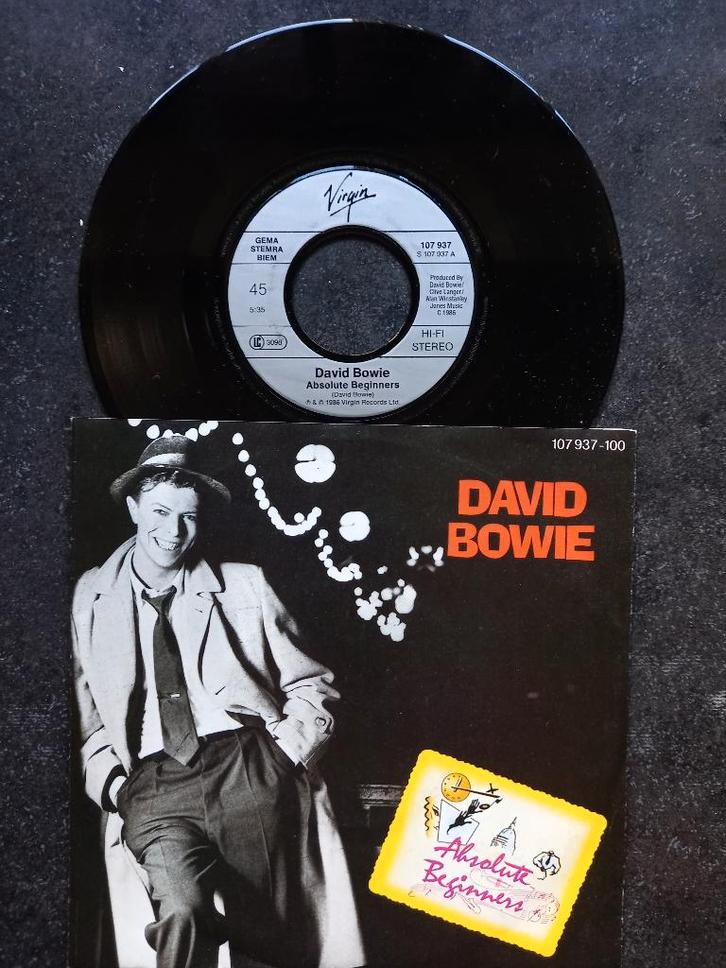 Virgin
GEMA
STEMRA
BIEM
107 937
S 107 937 A
45
5:35
Produced By
David Bowie/
Clive Langer/
Alan Winstanley
Jones Music
C 1986
LC 3098
HI-FI
STEREO
David Bowie
Absolute Beginners
(David Bowie)
℗ & © 1986 Virgin Records Ltd.
107 937-100
DAVID
BOWIE
Absolute
Beginners